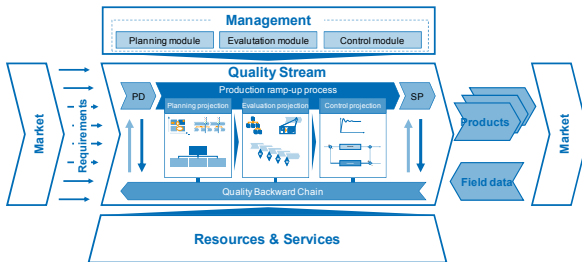 Management
Planning module
Evalutation module
Control module
Quality Stream
Production ramp-up process
PD
SP
Planning projection
Evaluation projection
Control projection
Quality Backward Chain
Market
Requirements
Products
Field data
Market
Resources & Services